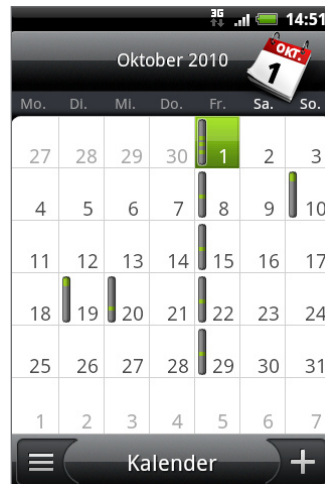 3G 14:51
Oktober 2010
OKT.
1
Mo. Di. Mi. Do. Fr. Sa. So.
27 28 29 30 1 2 3
4 5 6 7 8 9 10
11 12 13 14 15 16 17
18 19 20 21 22 23 24
25 26 27 28 29 30 31
1 2 3 4 5 6 7
Kalender